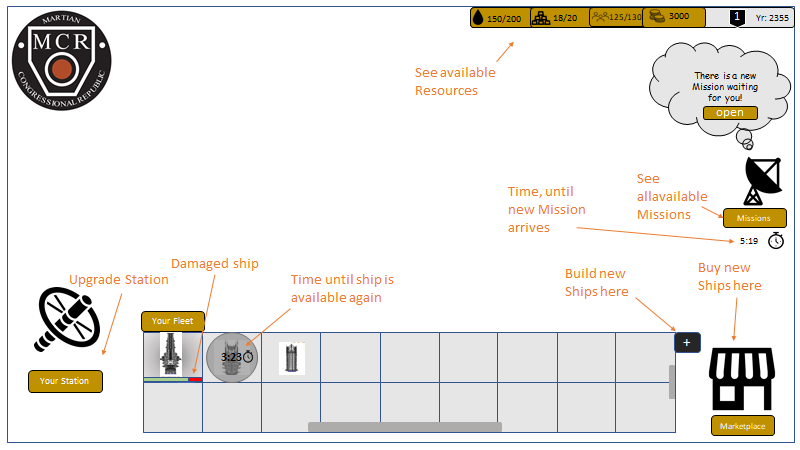 MARTIAN
MCR
CONGRESSIONAL REPUBLIC
150/200
18/20
125/130
3000
1
Yr: 2355
See available
Resources
There is a new
Mission waiting
for you!
open
See
allavailable
Missions
Missions
Time, until
new Mission
arrives
5:19
Upgrade Station
Damaged ship
Time until ship is
available again
Build new
Ships here
Buy new
Ships here
Your Fleet
3:23
+
Your Station
Marketplace